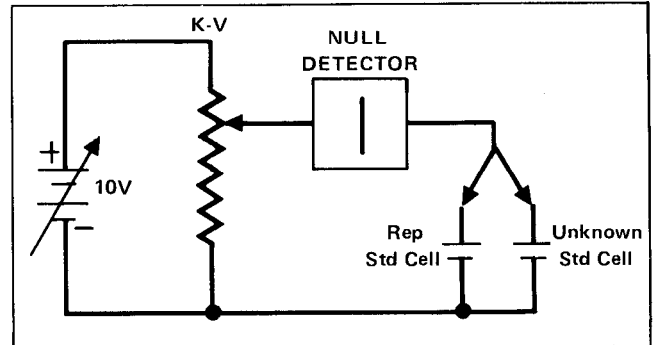 K-V
NULL
DETECTOR
+
10V
-
Rep
Std Cell
Unknown
Std Cell